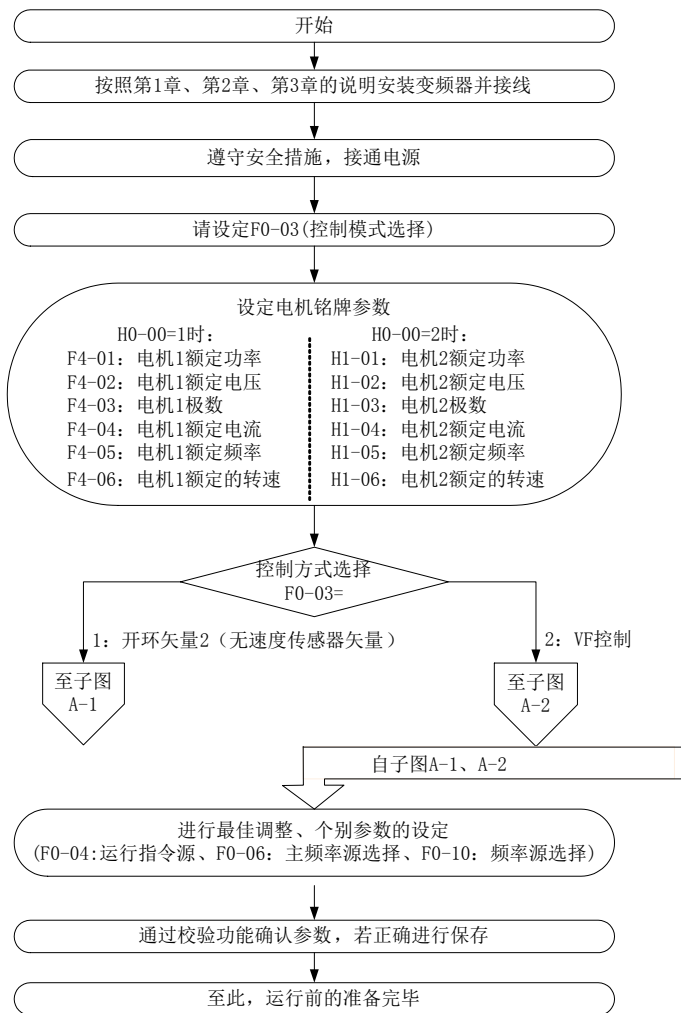 开始
按照第1章、第2章、第3章的说明安装变频器并接线
遵守安全措施，接通电源
请设定F0-03(控制模式选择)
设定电机铭牌参数
H0-00=1时：
F4-01：电机1额定功率
F4-02：电机1额定电压
F4-03：电机1极数
F4-04：电机1额定电流
F4-05：电机1额定频率
F4-06：电机1额定的转速
H0-00=2时：
H1-01：电机2额定功率
H1-02：电机2额定电压
H1-03：电机2极数
H1-04：电机2额定电流
H1-05：电机2额定频率
H1-06：电机2额定的转速
控制方式选择
F0-03=
1：开环矢量2（无速度传感器矢量）
至子图
A-1
2：VF控制
至子图
A-2
自子图A-1、A-2
进行最佳调整、个别参数的设定
(F0-04:运行指令源、F0-06：主频率源选择、F0-10：频率源选择)
通过校验功能确认参数，若正确进行保存
至此，运行前的准备完毕